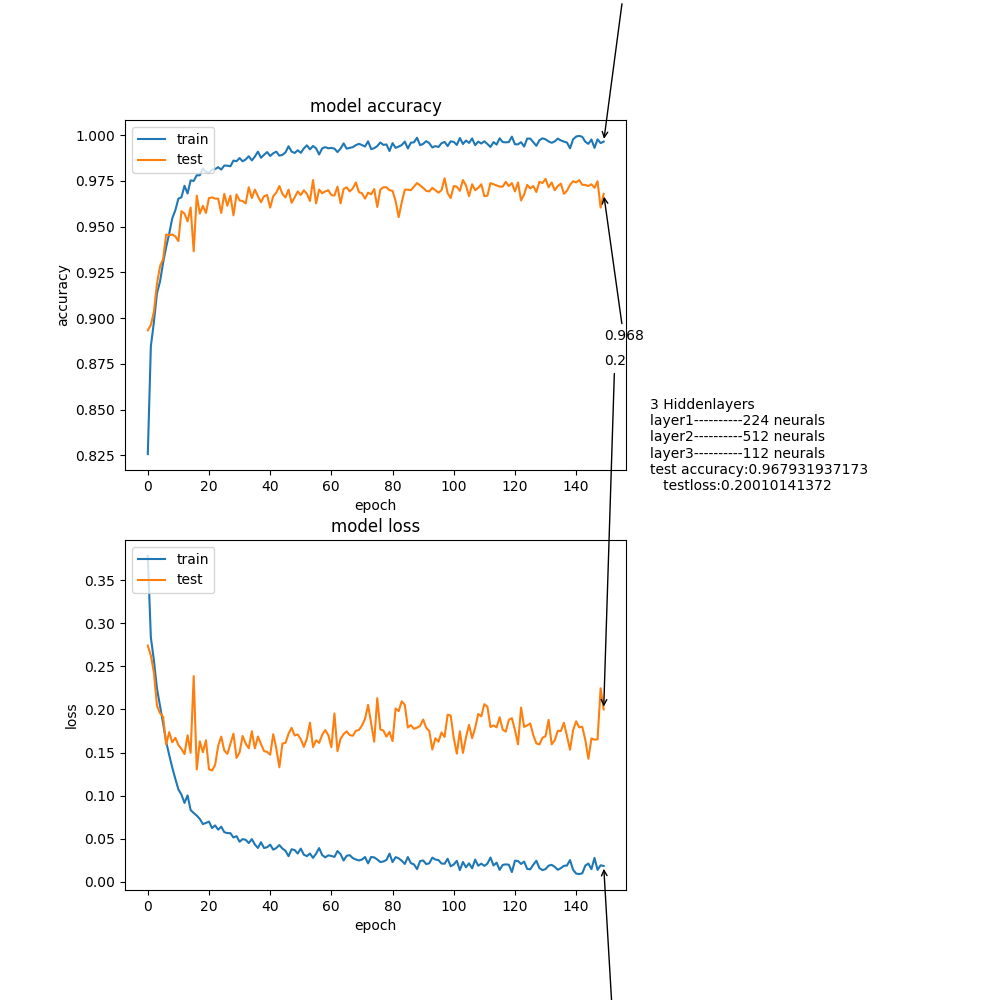 model accuracy
train
test
1.000
0.975
0.950
0.925
0.900
0.875
0.850
0.825
accuracy
0 20 40 60 80 100 120 140
epoch
0.968
0.2
3 Hiddenlayers
layer1----------224 neurals
layer2----------512 neurals
layer3----------112 neurals
test accuracy:0.967931937173
testloss:0.20010141372
model loss
train
test
0.35
0.30
0.25
0.20
0.15
0.10
0.05
0.00
loss
0 20 40 60 80 100 120 140
epoch